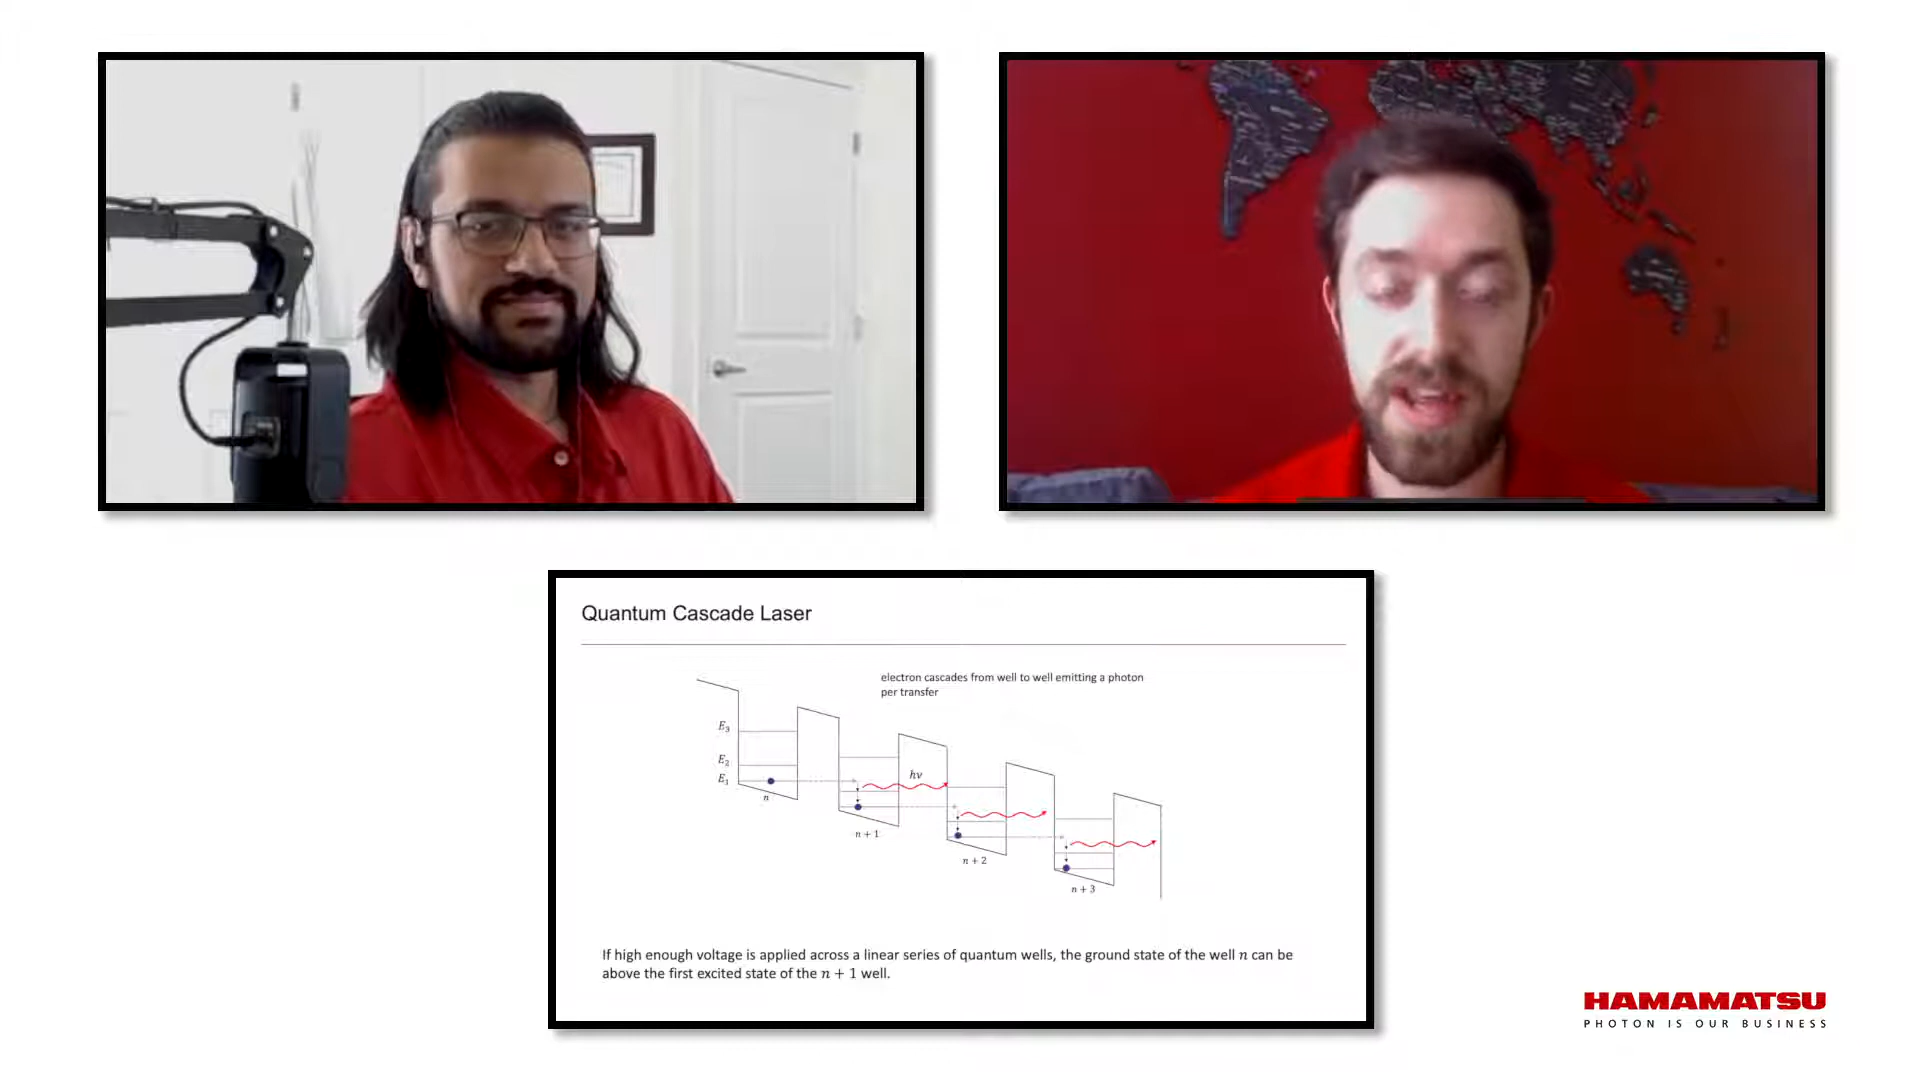 Quantum Cascade Laser
electron cascades from well to well emitting a photon
per transfer
E₃
E₂
E₁
hν
n
n + 1
n + 2
n + 3
If high enough voltage is applied across a linear series of quantum wells, the ground state of the well n can be
above the first excited state of the n + 1 well.
HAMAMATSU
PHOTON IS OUR BUSINESS